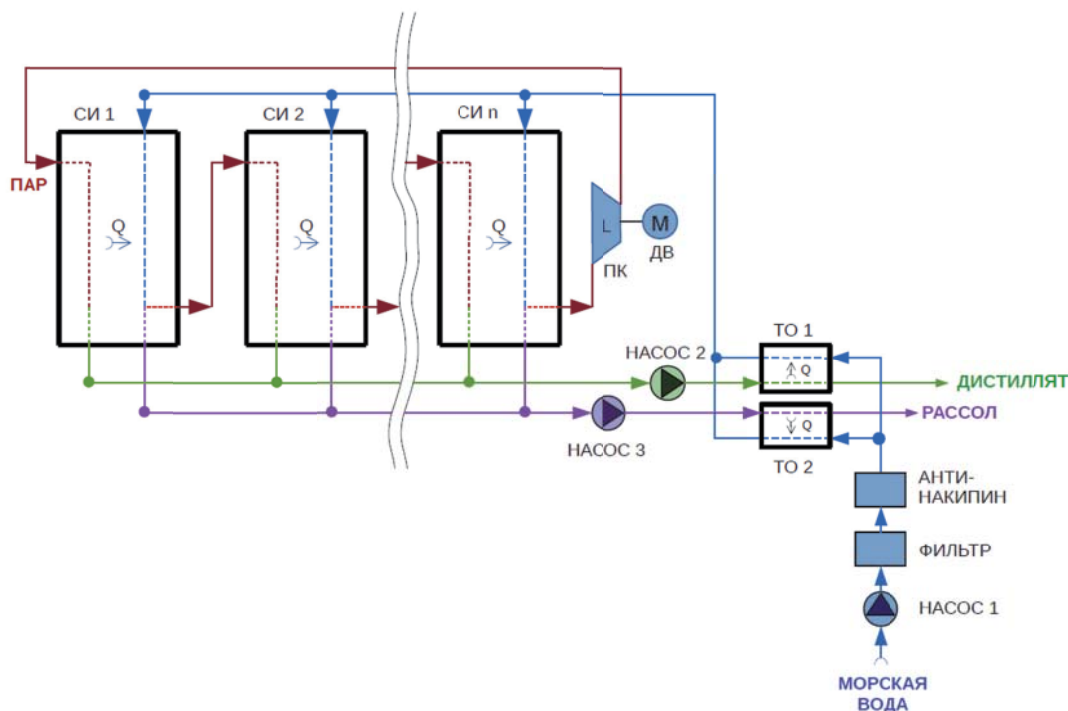 СИ 1
СИ 2
СИ n
ПАР
Q
Q
Q
L
М
ДВ
ПК
НАСОС 2
ТО 1
Q
ДИСТИЛЛЯТ
РАССОЛ
Q
НАСОС 3
ТО 2
АНТИ-
НАКИПИН
ФИЛЬТР
НАСОС 1
МОРСКАЯ
ВОДА